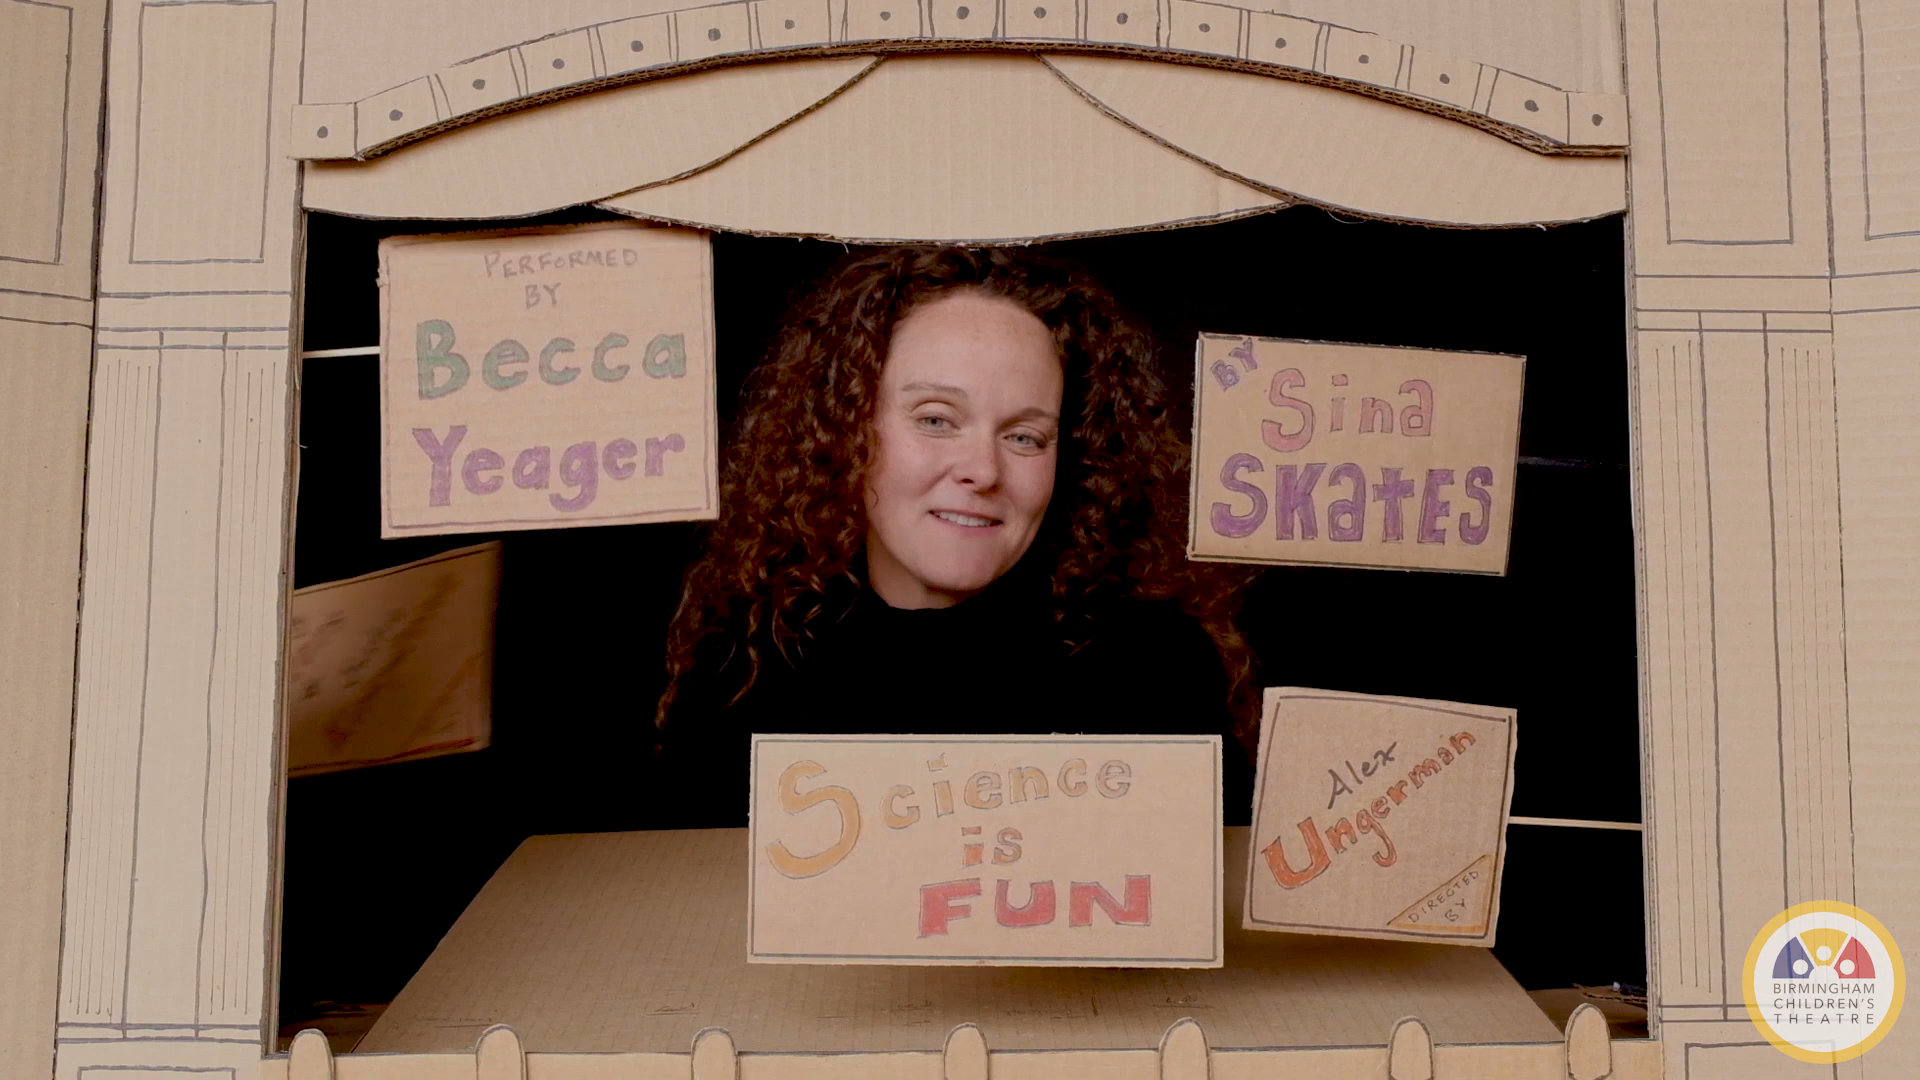 PERFORMED
BY
Becca
Yeager
BY
Sina
SKatES
Science
is
FUN
Alex
Ungerman
DIRECTED
BY
BIRMINGHAM
CHILDREN'S
THEATRE